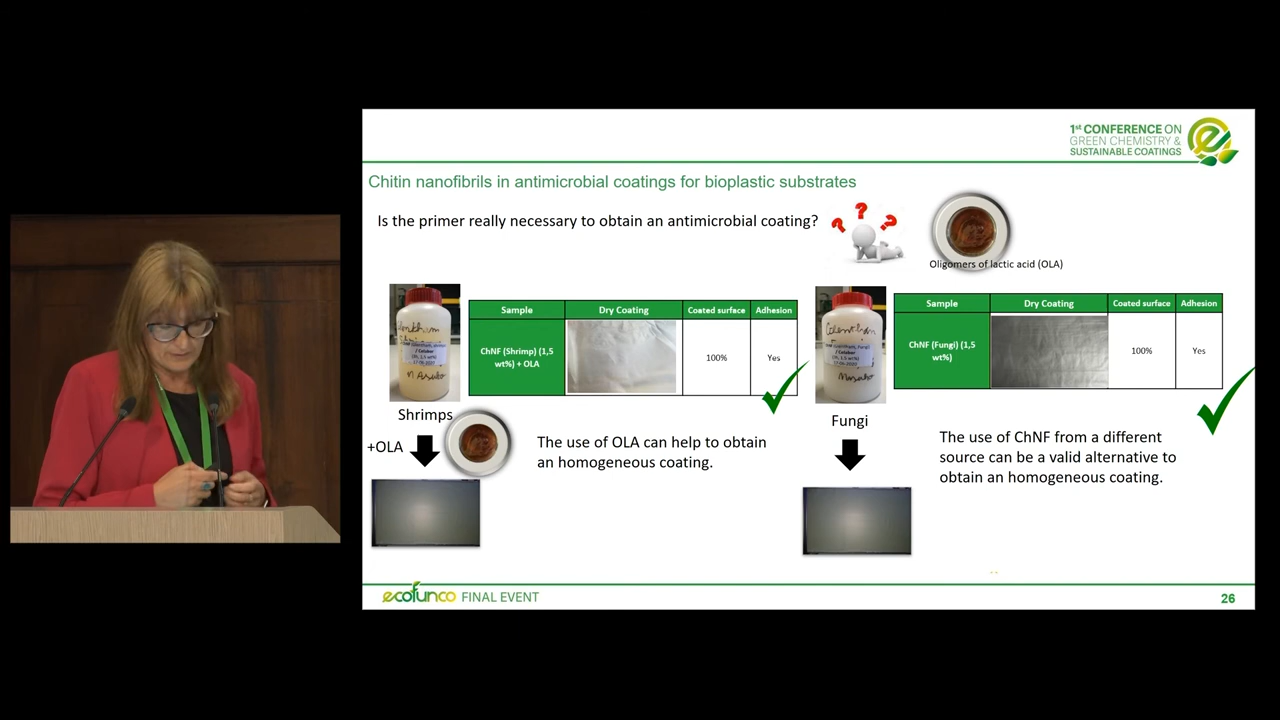 1st CONFERENCE ON
GREEN CHEMISTRY &
SUSTAINABLE COATINGS
Chitin nanofibrils in antimicrobial coatings for bioplastic substrates
Is the primer really necessary to obtain an antimicrobial coating?
? ? ?
Oligomers of lactic acid (OLA)
Sample Dry Coating Coated surface Adhesion
ChNF (Shrimp) (1,5
wt%) + OLA
100% Yes
Shrimps
+OLA
The use of OLA can help to obtain
an homogeneous coating.
Sample Dry Coating Coated surface Adhesion
ChNF (Fungi) (1,5
wt%)
100% Yes
Fungi
The use of ChNF from a different
source can be a valid alternative to
obtain an homogeneous coating.
ecofunco FINAL EVENT
26